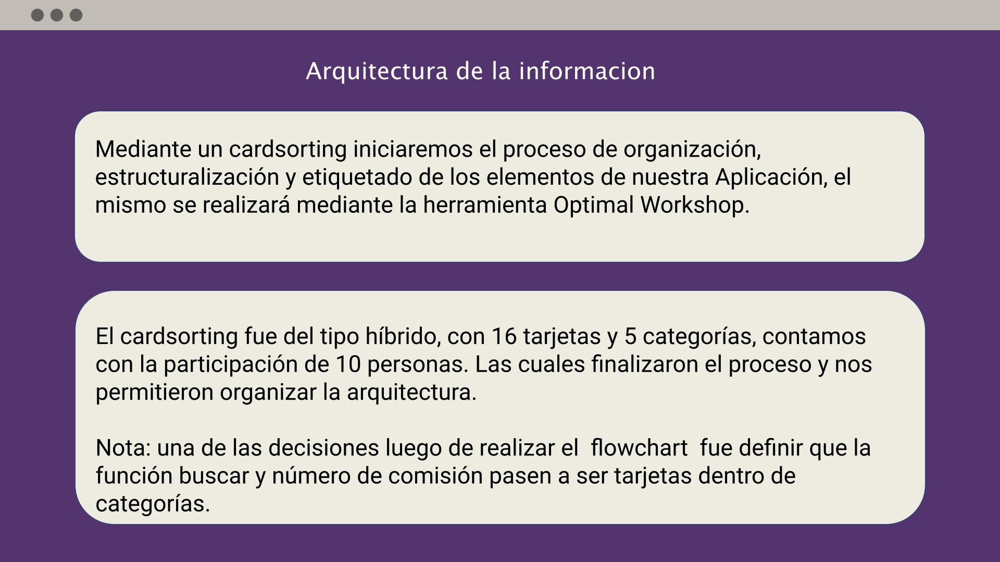 Arquitectura de la informacion
Mediante un cardsorting iniciaremos el proceso de organización,
estructuralización y etiquetado de los elementos de nuestra Aplicación, el
mismo se realizará mediante la herramienta Optimal Workshop.
El cardsorting fue del tipo híbrido, con 16 tarjetas y 5 categorías, contamos
con la participación de 10 personas. Las cuales finalizaron el proceso y nos
permitieron organizar la arquitectura.
Nota: una de las decisiones luego de realizar el  flowchart  fue definir que la
función buscar y número de comisión pasen a ser tarjetas dentro de
categorías.